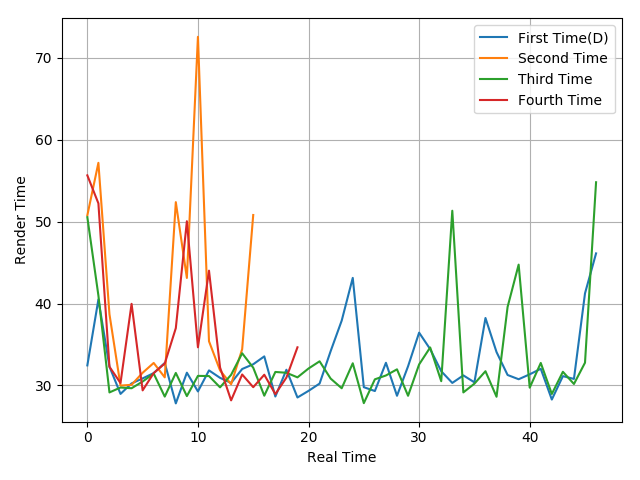 First Time(D)
Second Time
Third Time
Fourth Time
70
60
50
40
30
Render Time
0 10 20 30 40
Real Time